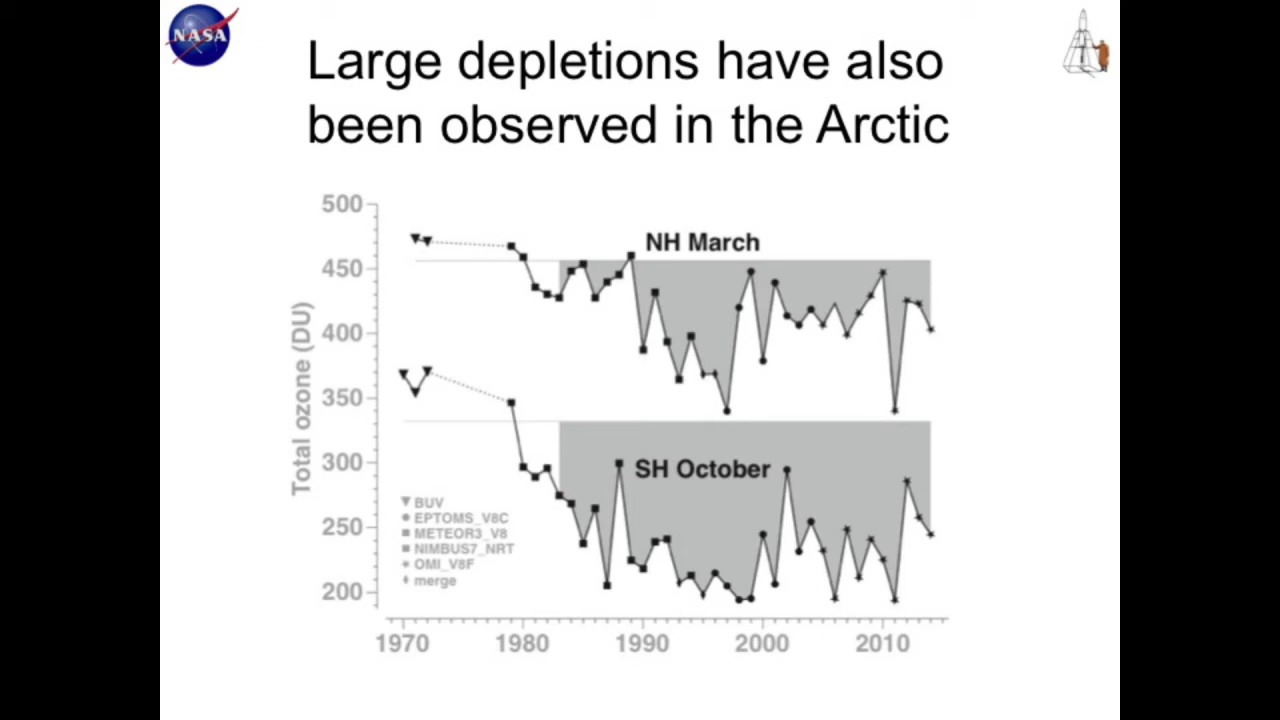 NASA
Large depletions have also
been observed in the Arctic
500
450
400
350
300
250
200
Total ozone (DU)
NH March
SH October
BUV
EPTOMS_V8C
METEOR3_V8
NIMBUS7_NRT
OMI_V8F
merge
1970 1980 1990 2000 2010